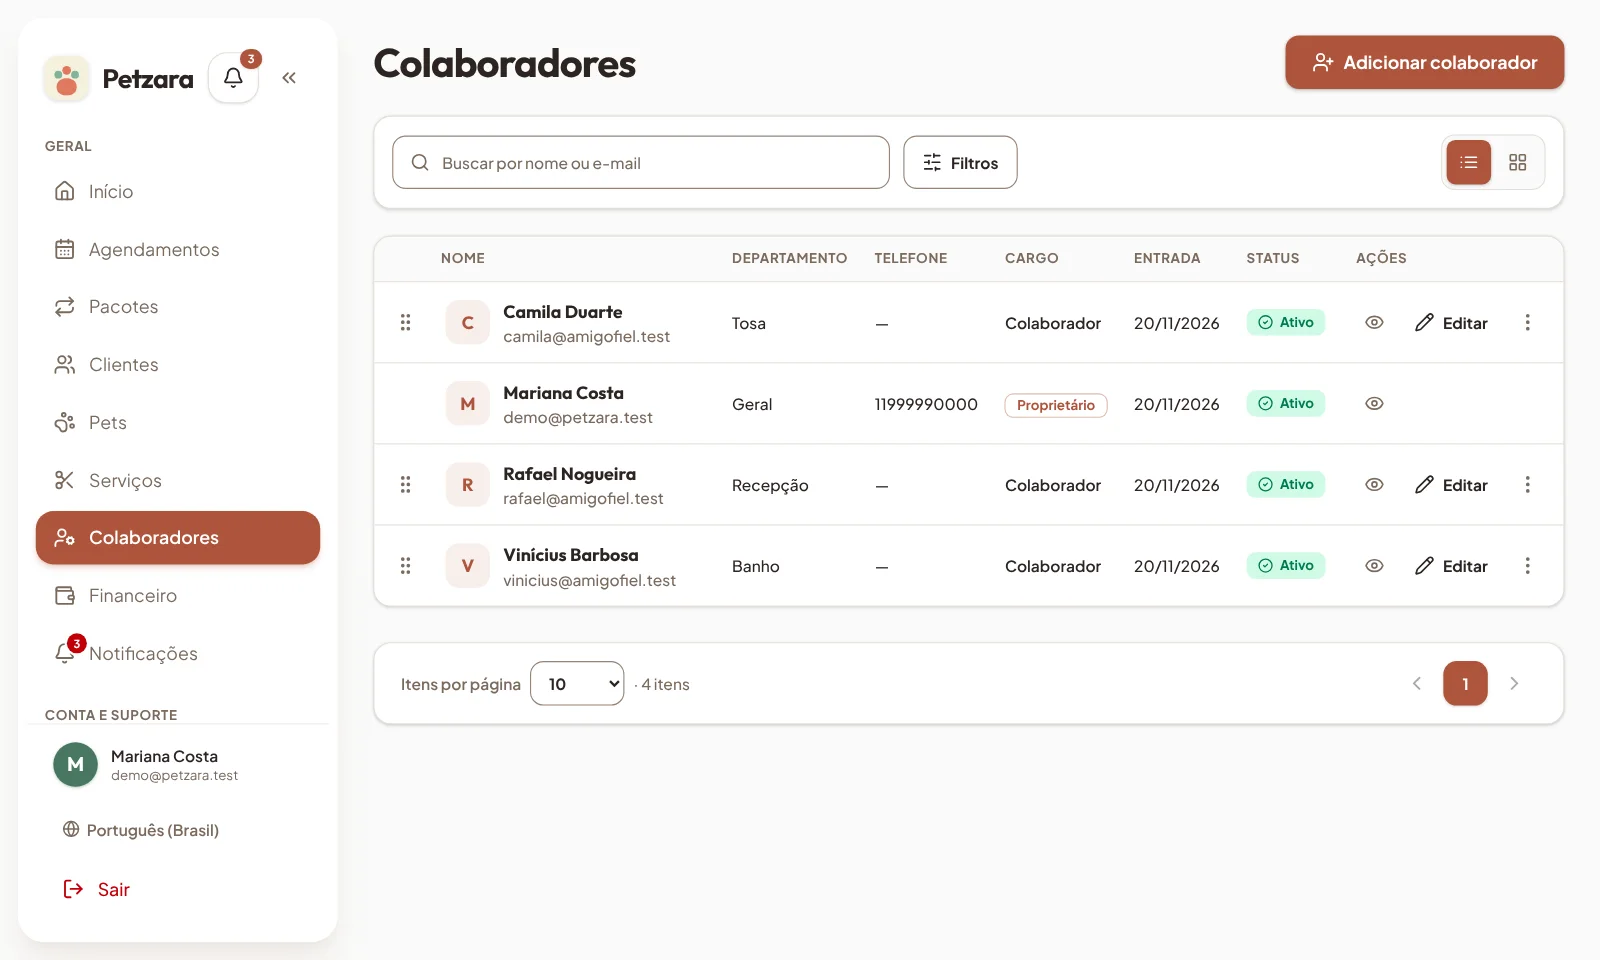 Petzara
3
GERAL
Início
Agendamentos
Pacotes
Clientes
Pets
Serviços
Colaboradores
Financeiro
3
Notificações
CONTA E SUPORTE
M
Mariana Costa
demo@petzara.test
Português (Brasil)
Sair
Colaboradores
Adicionar colaborador
Buscar por nome ou e-mail
Filtros
NOME DEPARTAMENTO TELEFONE CARGO ENTRADA STATUS AÇÕES
C Camila Duarte Tosa — Colaborador 20/11/2026 Ativo Editar
camila@amigofiel.test
M Mariana Costa Geral 11999990000 Proprietário 20/11/2026 Ativo
demo@petzara.test
R Rafael Nogueira Recepção — Colaborador 20/11/2026 Ativo Editar
rafael@amigofiel.test
V Vinícius Barbosa Banho — Colaborador 20/11/2026 Ativo Editar
vinicius@amigofiel.test
Itens por página 10 · 4 itens
1